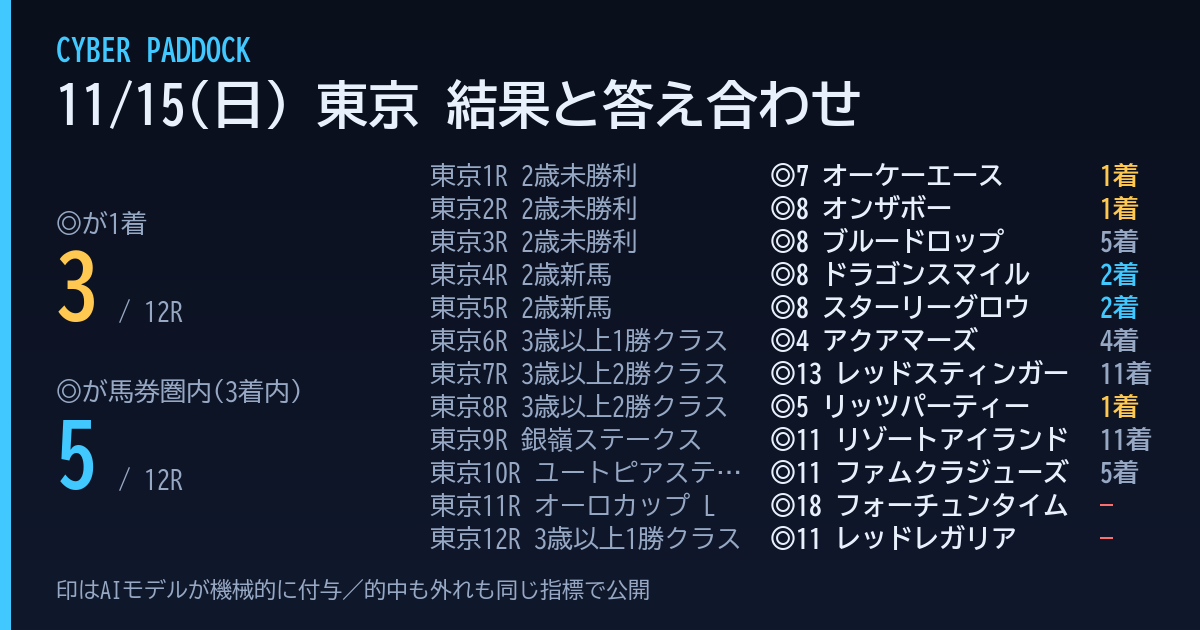 CYBER PADDOCK
11/15(日) 東京 結果と答え合わせ
◎が1着
3 / 12R
◎が馬券圏内(3着内)
5 / 12R
東京1R 2歳未勝利 ◎7 オーケーエース 1着
東京2R 2歳未勝利 ◎8 オンザボー 1着
東京3R 2歳未勝利 ◎8 ブルードロップ 5着
東京4R 2歳新馬 ◎8 ドラゴンスマイル 2着
東京5R 2歳新馬 ◎8 スターリーグロウ 2着
東京6R 3歳以上1勝クラス ◎4 アクアマーズ 4着
東京7R 3歳以上2勝クラス ◎13 レッドスティンガー 11着
東京8R 3歳以上2勝クラス ◎5 リッツパーティー 1着
東京9R 銀嶺ステークス ◎11 リゾートアイランド 11着
東京10R ユートピアステ… ◎11 ファムクラジューズ 5着
東京11R オーロカップ L ◎18 フォーチュンタイム –
東京12R 3歳以上1勝クラス ◎11 レッドレガリア –
印はAIモデルが機械的に付与／的中も外れも同じ指標で公開